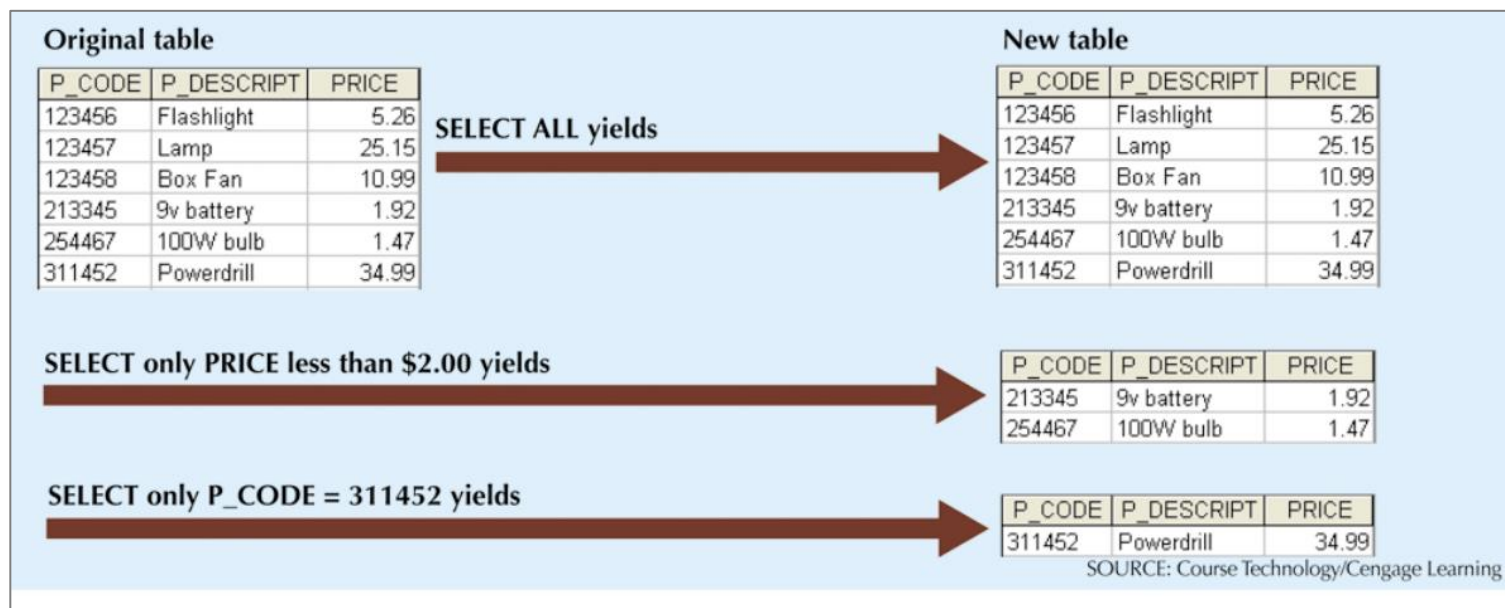 Original table
P_CODE P_DESCRIPT PRICE
123456 Flashlight 5.26
123457 Lamp 25.15
123458 Box Fan 10.99
213345 9v battery 1.92
254467 100W bulb 1.47
311452 Powerdrill 34.99
SELECT ALL yields
New table
P_CODE P_DESCRIPT PRICE
123456 Flashlight 5.26
123457 Lamp 25.15
123458 Box Fan 10.99
213345 9v battery 1.92
254467 100W bulb 1.47
311452 Powerdrill 34.99
SELECT only PRICE less than $2.00 yields
P_CODE P_DESCRIPT PRICE
213345 9v battery 1.92
254467 100W bulb 1.47
SELECT only P_CODE = 311452 yields
P_CODE P_DESCRIPT PRICE
311452 Powerdrill 34.99
SOURCE: Course Technology/Cengage Learning